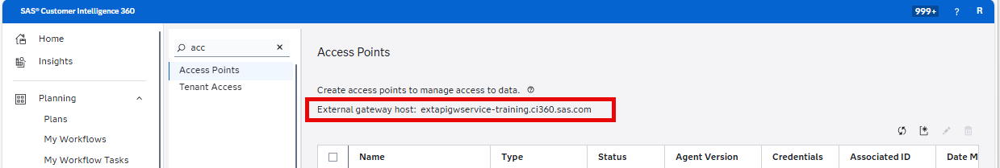 SAS® Customer Intelligence 360
999+
?
R
Home
Insights
Planning
Plans
My Workflows
My Workflow Tasks
acc
Access Points
Tenant Access
Access Points
Create access points to manage access to data.
External gateway host: extapigwservice-training.ci360.sas.com
Name Type Status Agent Version Credentials Associated ID Date M